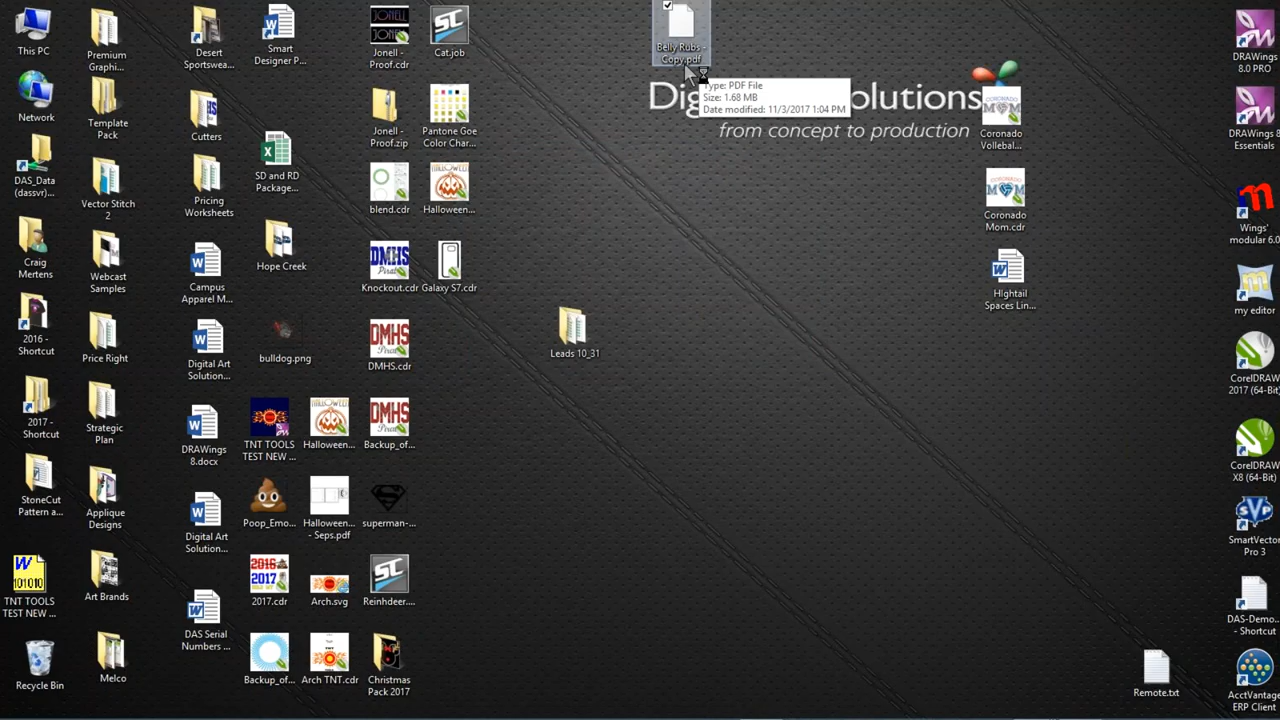 This PC
Premium
Graphi...
Desert
Sportswea...
Smart
Designer P...
Jonell -
Proof.cdr
Cat.job
Belly Rubs -
Copy.pdf
Type: PDF File
Size: 1.68 MB
Date modified: 11/3/2017 1:04 PM
olutions
from concept to production
DRAWings
8.0 PRO
Network
Template
Pack
Cutters
SD and RD
Package...
Jonell -
Proof.zip
Pantone Goe
Color Char...
Coronado
Vollebal...
DRAWings 8
Essentials
DAS_Data
(dassvr)...
Vector Stitch
2
Pricing
Worksheets
blend.cdr
Halloween...
Coronado
Mom.cdr
Wings'
modular 6.0
Craig
Mertens
Webcast
Samples
Campus
Apparel M...
Hope Creek
Knockout.cdr
Galaxy S7.cdr
HIghtail
Spaces Lin...
my editor
2016 -
Shortcut
Price Right
Digital Art
Solution...
bulldog.png
DMHS.cdr
Leads 10_31
CorelDRAW
2017 (64-Bit)
2017 -
Shortcut
Strategic
Plan
DRAWings
8.docx
TNT TOOLS
TEST NEW ...
Halloween...
Backup_of...
CorelDRAW
X8 (64-Bit)
StoneCut
Pattern a...
Applique
Designs
Digital Art
Solution...
Poop_Emo...
Halloween...
- Seps.pdf
superman-...
SmartVector
Pro 3
TNT TOOLS
TEST NEW ...
Art Brands
DAS Serial
Numbers ...
2017.cdr
Arch.svg
Reinhdeer....
DAS-Demo...
- Shortcut
Recycle Bin
Melco
Backup_of...
Arch TNT.cdr
Christmas
Pack 2017
Remote.txt
AcctVantage
ERP Client